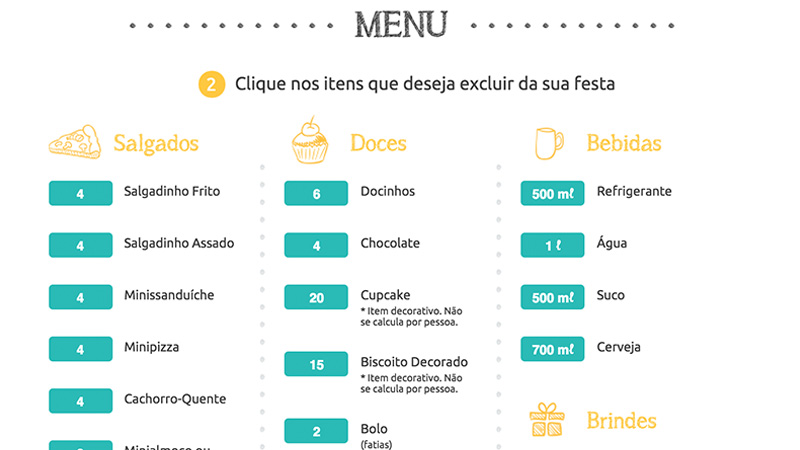 MENU
2 Clique nos itens que deseja excluir da sua festa
Salgados
4 Salgadinho Frito
4 Salgadinho Assado
4 Minissanduíche
4 Minipizza
4 Cachorro-Quente
Doces
6 Docinhos
4 Chocolate
20 Cupcake
* Item decorativo. Não
se calcula por pessoa.
15 Biscoito Decorado
* Item decorativo. Não
se calcula por pessoa.
2 Bolo
(fatias)
Bebidas
500 mℓ Refrigerante
1 ℓ Água
500 mℓ Suco
700 mℓ Cerveja
Brindes